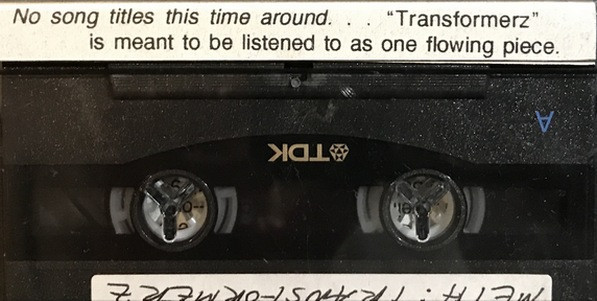 No song titles this time around. . . “Transformerz”
is meant to be listened to as one flowing piece.
A
TDK
METH: TRANSFORMERZ